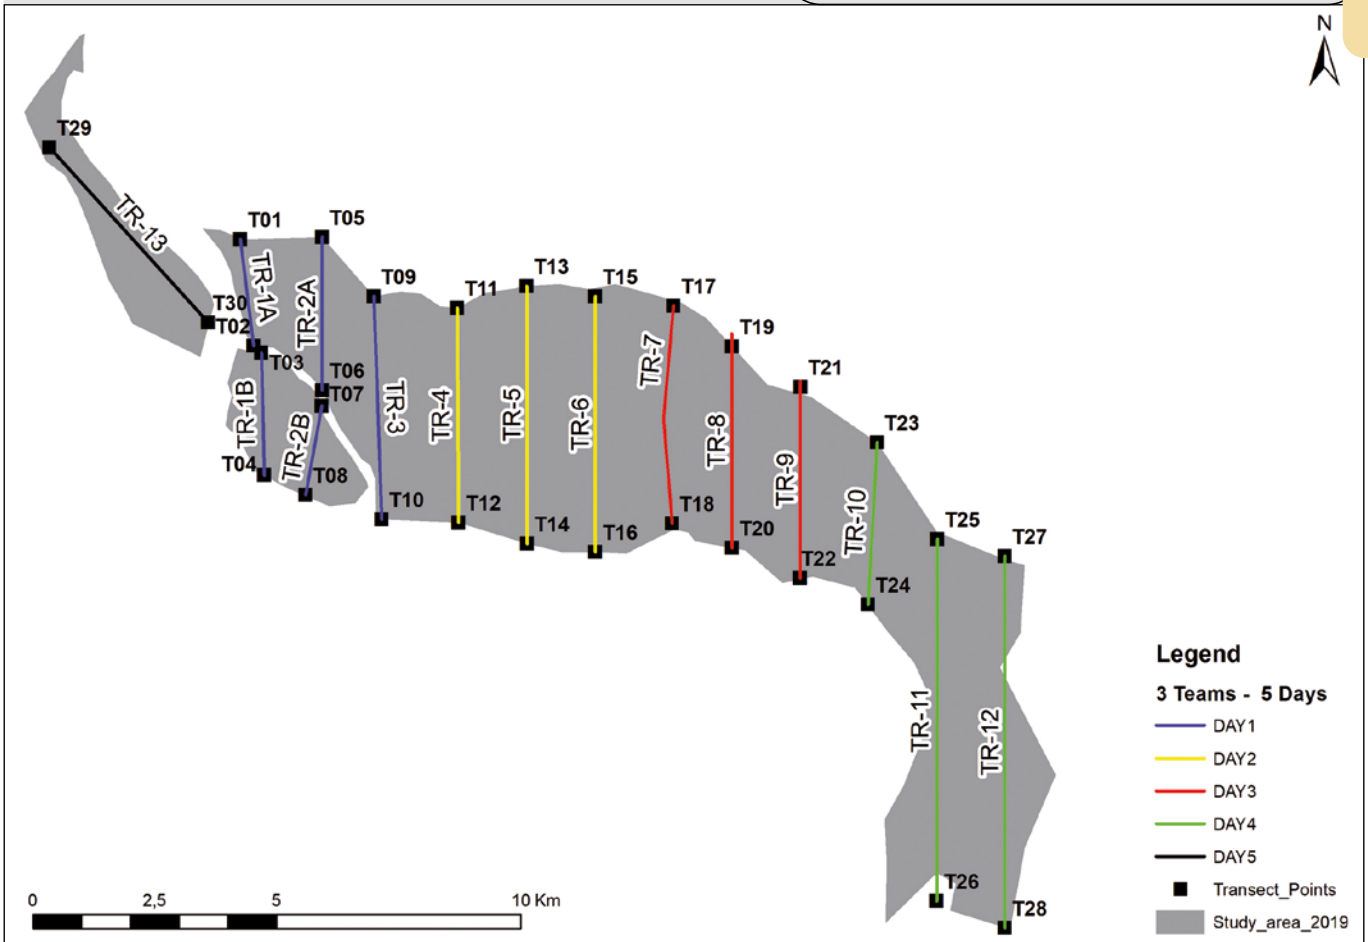 N
T29
TR-13
T01
T05
T09
T11
T13
T15
T17
T19
T21
T23
T25
T27
T30
T02
T03
TR-1A
TR-2A
T06
T07
TR-1B
TR-2B
T04
T08
TR-3
TR-4
TR-5
TR-6
TR-7
TR-8
TR-9
TR-10
T10
T12
T14
T16
T18
T20
T22
T24
TR-11
TR-12
T26
T28
Legend
3 Teams - 5 Days
DAY1
DAY2
DAY3
DAY4
DAY5
Transect_Points
Study_area_2019
0 2,5 5 10 Km